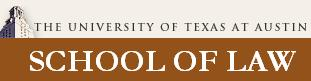 THE UNIVERSITY OF TEXAS AT AUSTIN
SCHOOL OF LAW